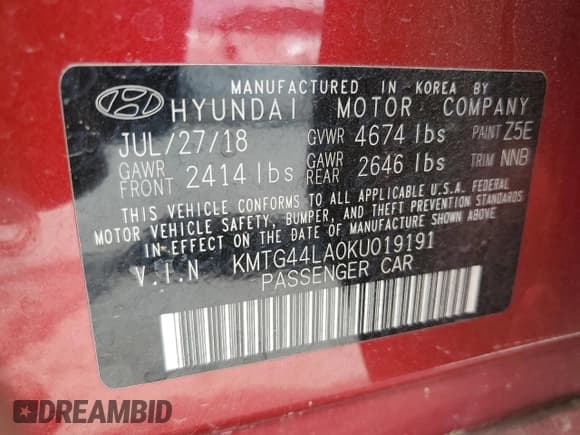 MANUFACTURED IN KOREA BY
HYUNDAI MOTOR COMPANY
JUL/27/18 GVWR 4674 lbs PAINT Z5E
GAWR FRONT 2414 lbs GAWR REAR 2646 lbs TRIM NNB
THIS VEHICLE CONFORMS TO ALL APPLICABLE U.S.A. FEDERAL
MOTOR VEHICLE SAFETY, BUMPER, AND THEFT PREVENTION STANDARDS
IN EFFECT ON THE DATE OF MANUFACTURE SHOWN ABOVE.
V.I.N KMTG44LA0KU019191
PASSENGER CAR
DREAMBID